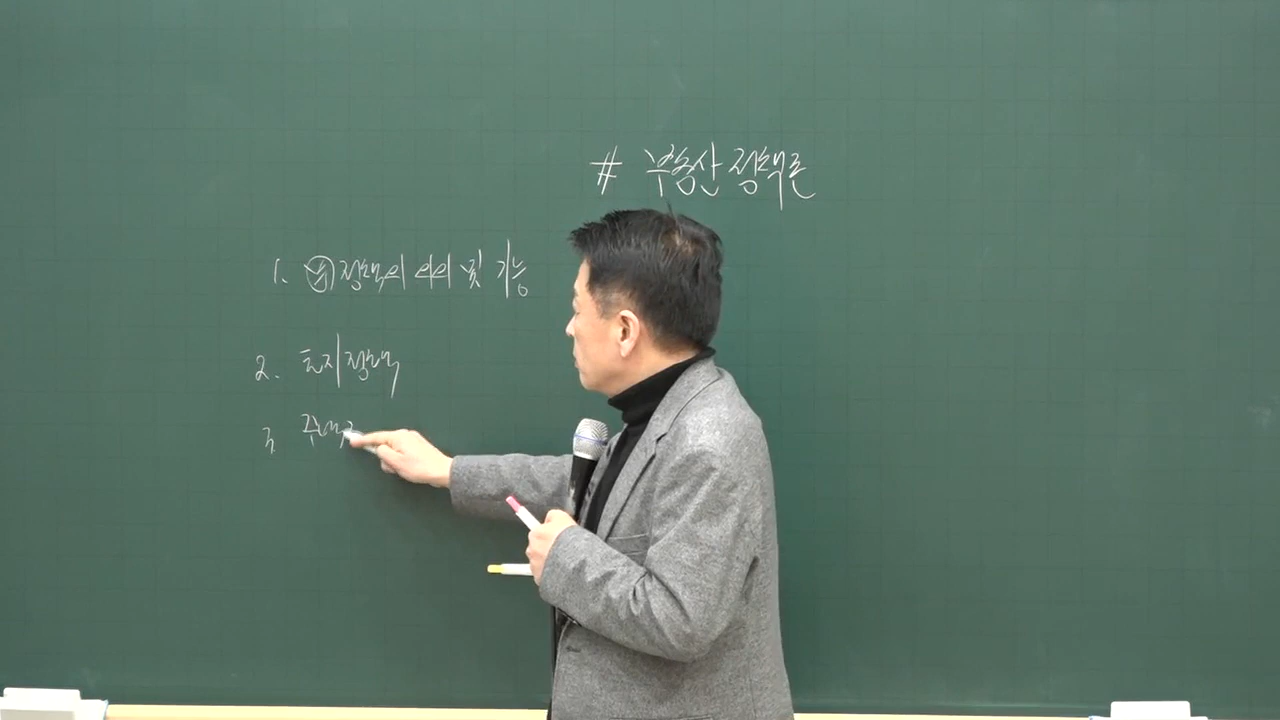 # 부동산 정책론
1. 부 정책의 의의 및 기능
2. 토지정책
3. 주택